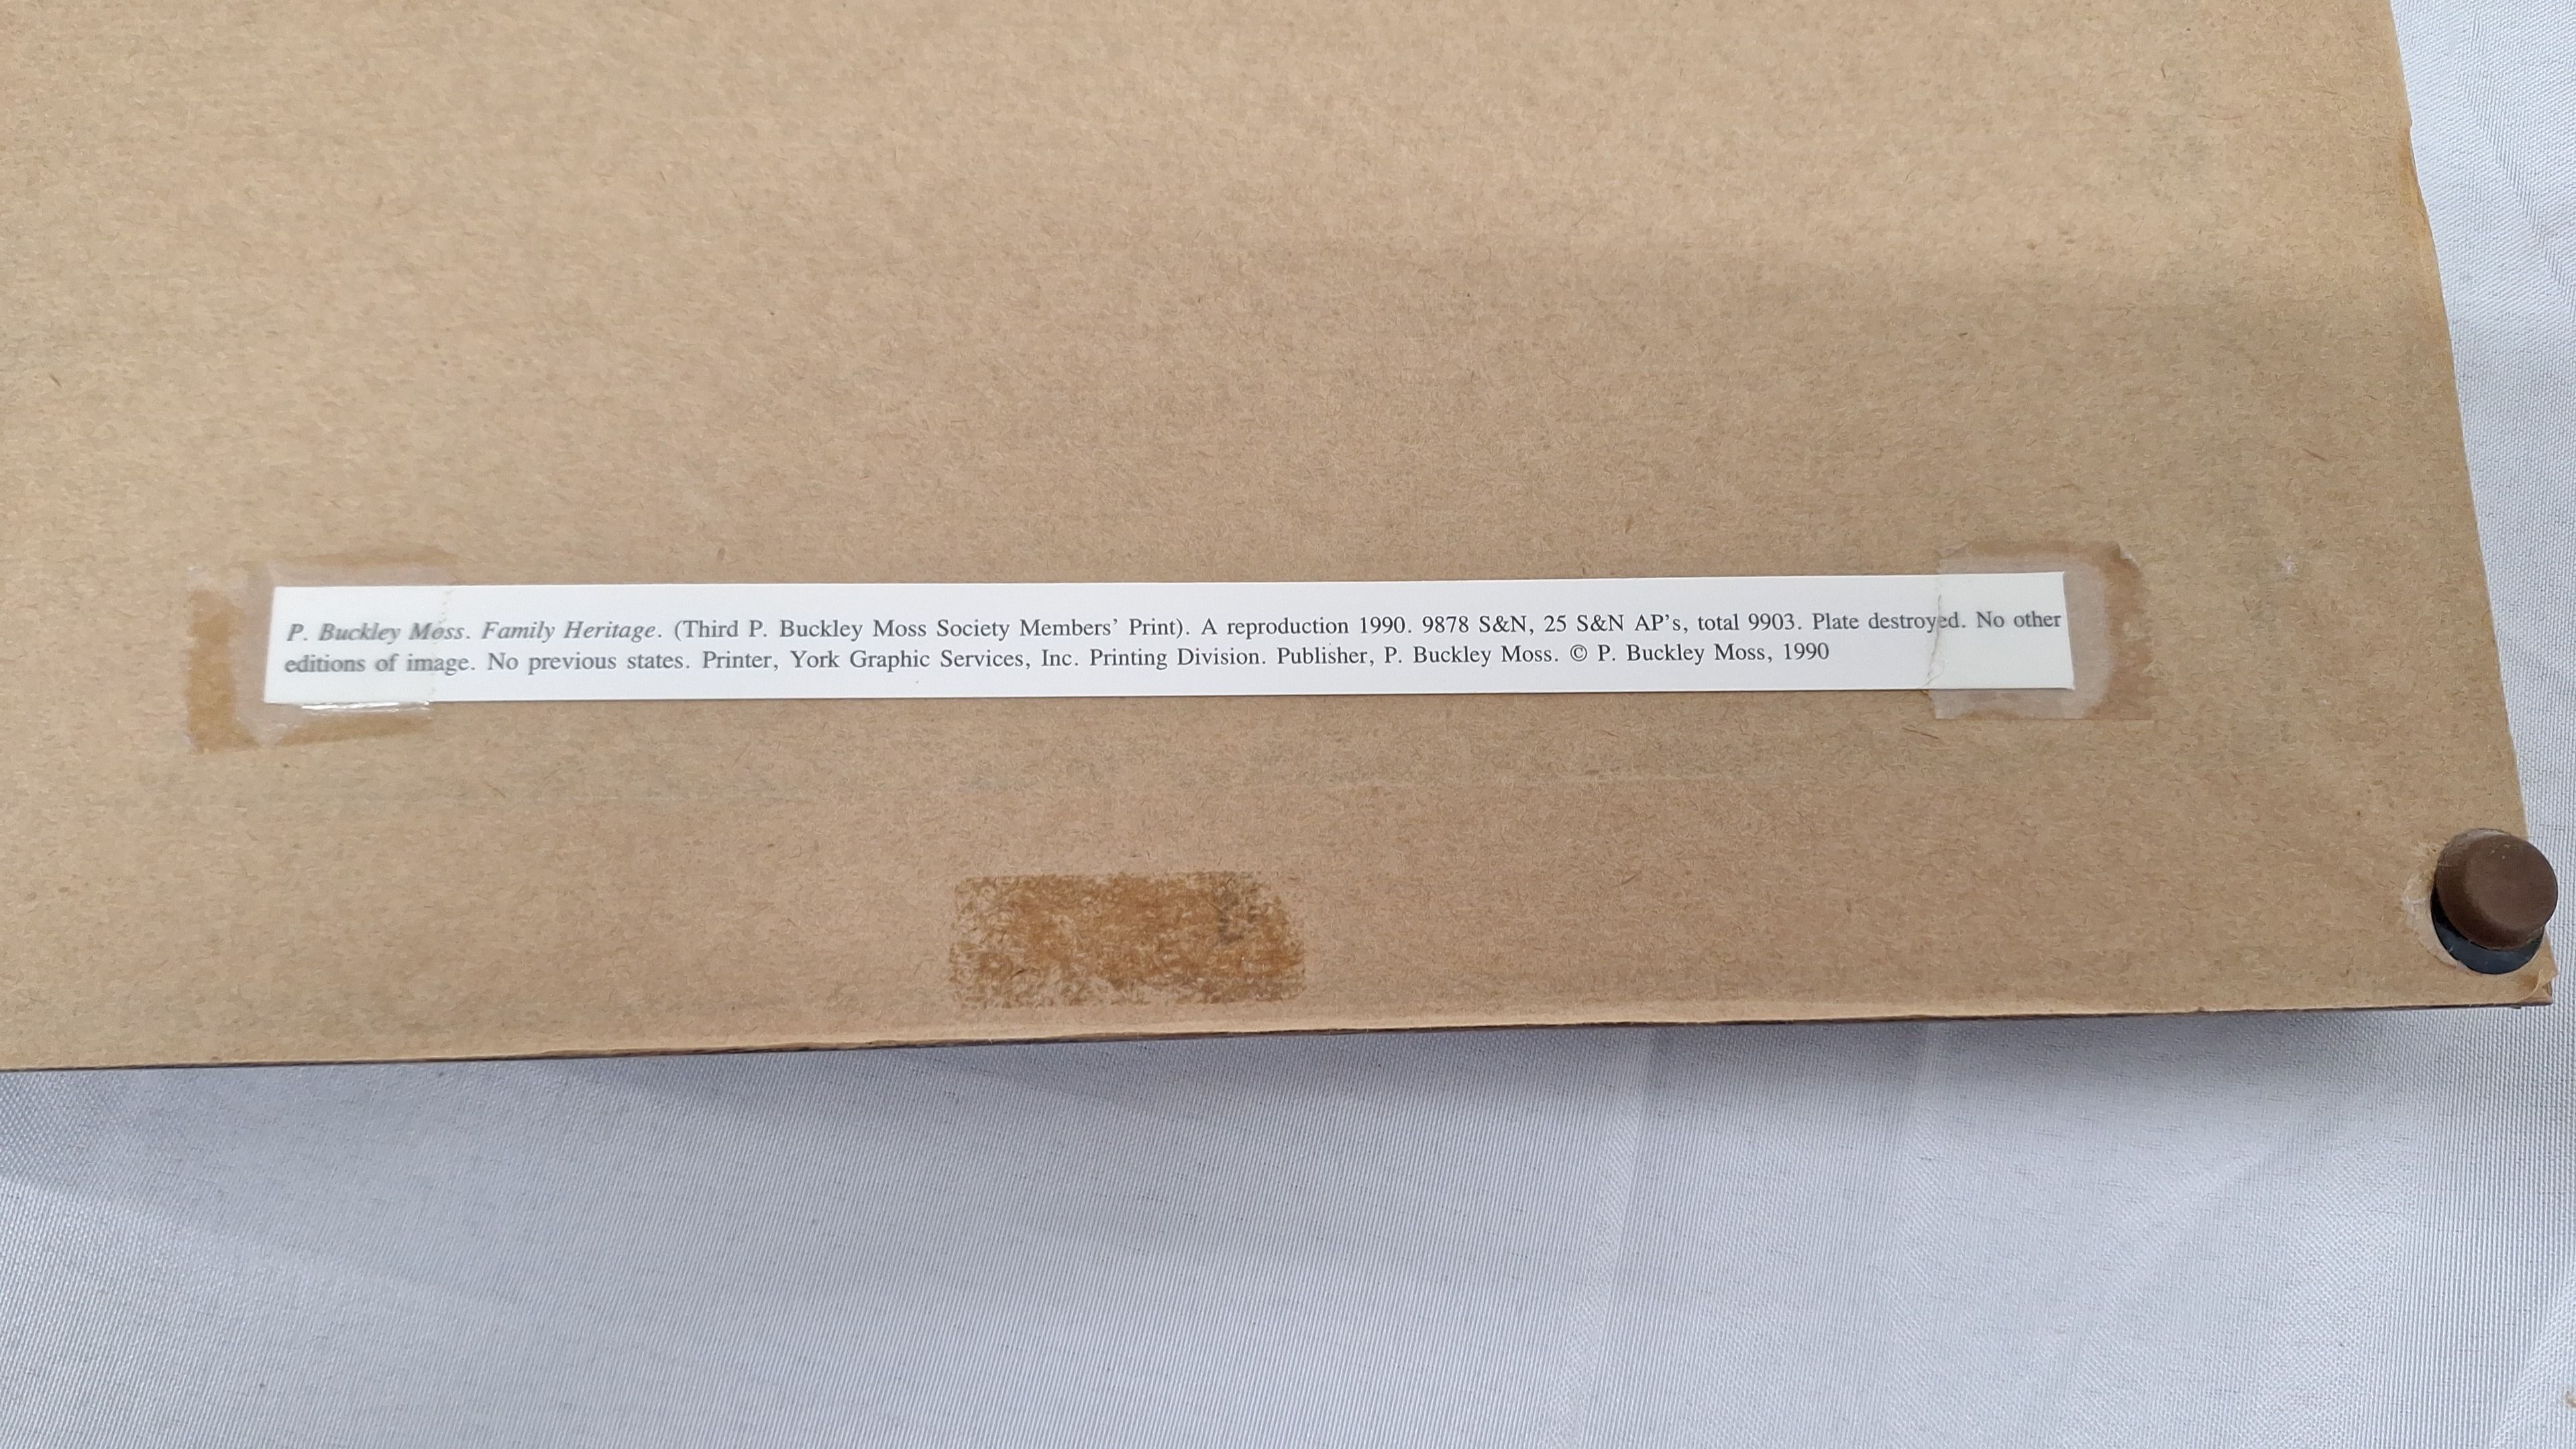 P. Buckley Moss. Family Heritage. (Third P. Buckley Moss Society Members' Print). A reproduction 1990. 9878 S&N, 25 S&N AP's, total 9903. Plate destroyed. No other
editions of image. No previous states. Printer, York Graphic Services, Inc. Printing Division. Publisher, P. Buckley Moss. © P. Buckley Moss, 1990